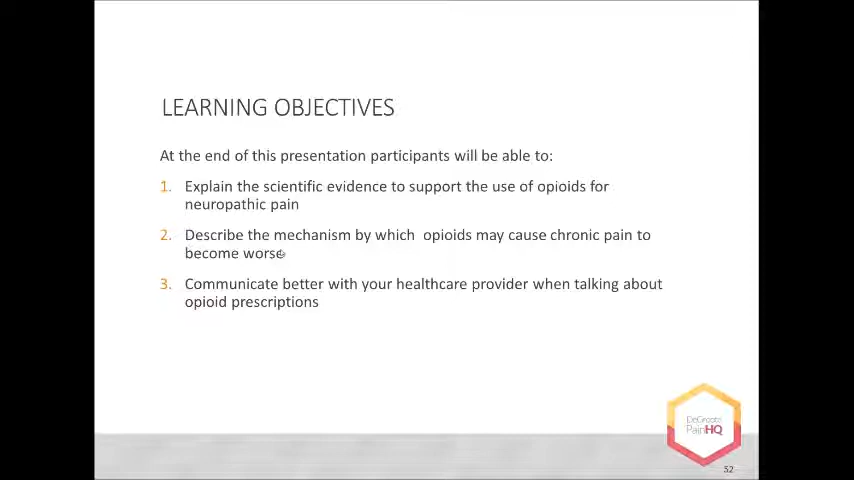 LEARNING OBJECTIVES
At the end of this presentation participants will be able to:
1. Explain the scientific evidence to support the use of opioids for
neuropathic pain
2. Describe the mechanism by which opioids may cause chronic pain to
become worse
3. Communicate better with your healthcare provider when talking about
opioid prescriptions
DeGroote
PainHQ
52